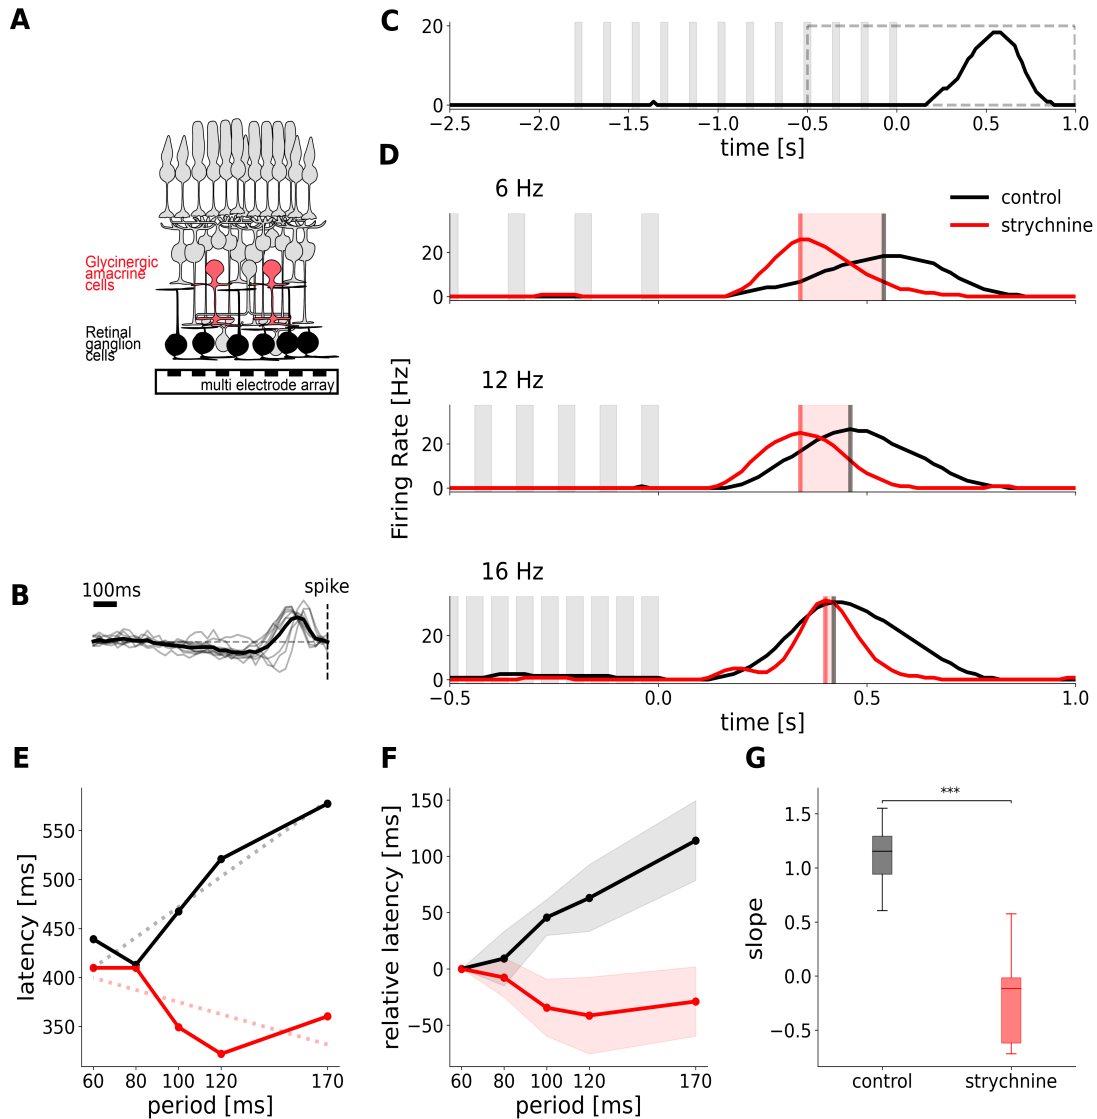 A
Glycinergic
amacrine
cells
Retinal
ganglion
cells
multi electrode array
B
100ms
spike
C
20
0
−2.5 −2.0 −1.5 −1.0 −0.5 0.0 0.5 1.0
time [s]
D
6 Hz
control
strychnine
20
0
12 Hz
20
0
16 Hz
20
0
Firing Rate [Hz]
−0.5 0.0 0.5 1.0
time [s]
E
550
500
450
400
350
latency [ms]
60 80 100 120 170
period [ms]
F
150
100
50
0
−50
relative latency [ms]
60 80 100 120 170
period [ms]
G
***
1.5
1.0
0.5
0.0
−0.5
slope
control strychnine